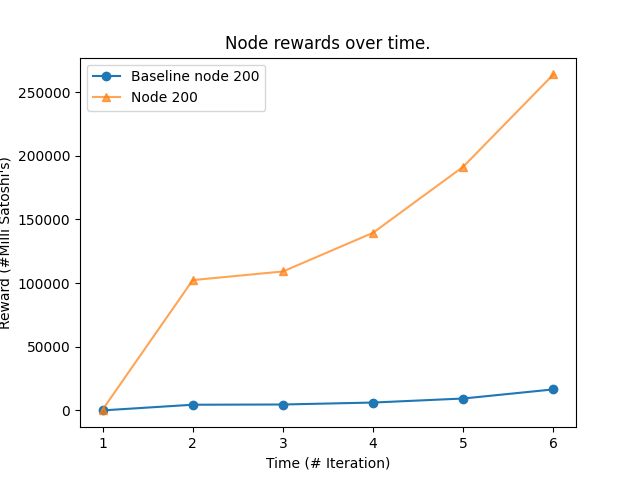 Node rewards over time.
Baseline node 200
Node 200
Reward (#Milli Satoshi's)
250000
200000
150000
100000
50000
0
1 2 3 4 5 6
Time (# Iteration)